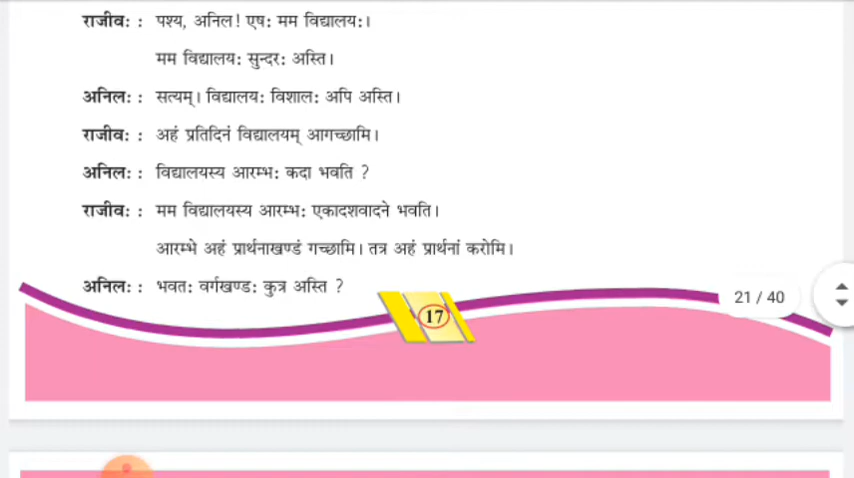 राजीव: : पश्य, अनिल! एष: मम विद्यालय:।
मम विद्यालय: सुन्दर: अस्ति।
अनिल: : सत्यम्। विद्यालय: विशाल: अपि अस्ति।
राजीव: : अहं प्रतिदिनं विद्यालयम् आगच्छामि।
अनिल: : विद्यालयस्य आरम्भ: कदा भवति ?
राजीव: : मम विद्यालयस्य आरम्भ: एकादशवादने भवति।
आरम्भे अहं प्रार्थनाखण्डं गच्छामि। तत्र अहं प्रार्थनां करोमि।
अनिल: : भवत: वर्गखण्ड: कुत्र अस्ति ?
21 / 40
17